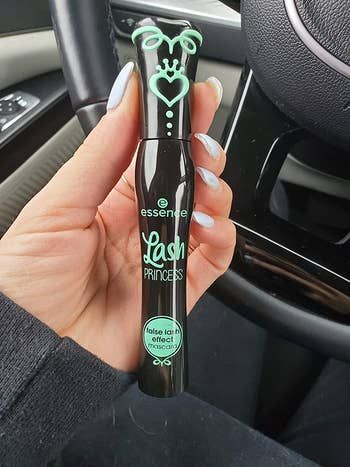 essence
Lash
PRINCESS
false lash
effect
mascara